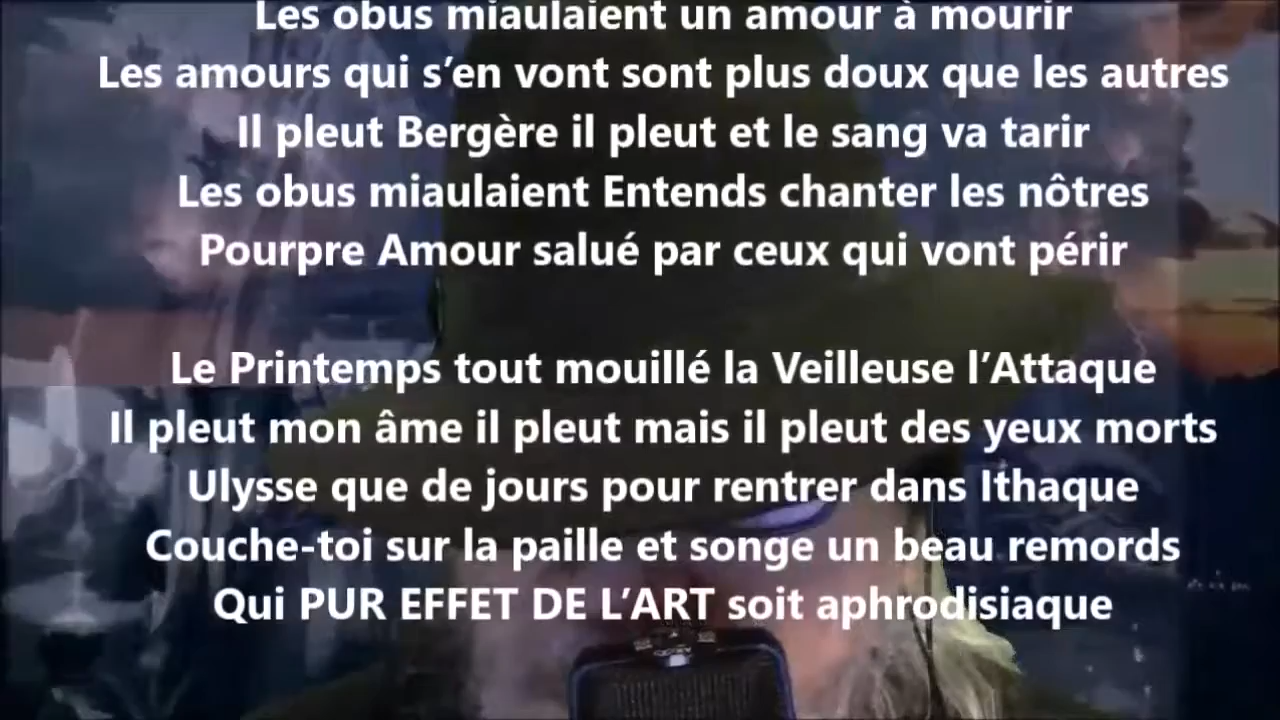 Les obus miaulaient un amour à mourir
Les amours qui s’en vont sont plus doux que les autres
Il pleut Bergère il pleut et le sang va tarir
Les obus miaulaient Entends chanter les nôtres
Pourpre Amour salué par ceux qui vont périr
Le Printemps tout mouillé la Veilleuse l’Attaque
Il pleut mon âme il pleut mais il pleut des yeux morts
Ulysse que de jours pour rentrer dans Ithaque
Couche-toi sur la paille et songe un beau remords
Qui PUR EFFET DE L’ART soit aphrodisiaque